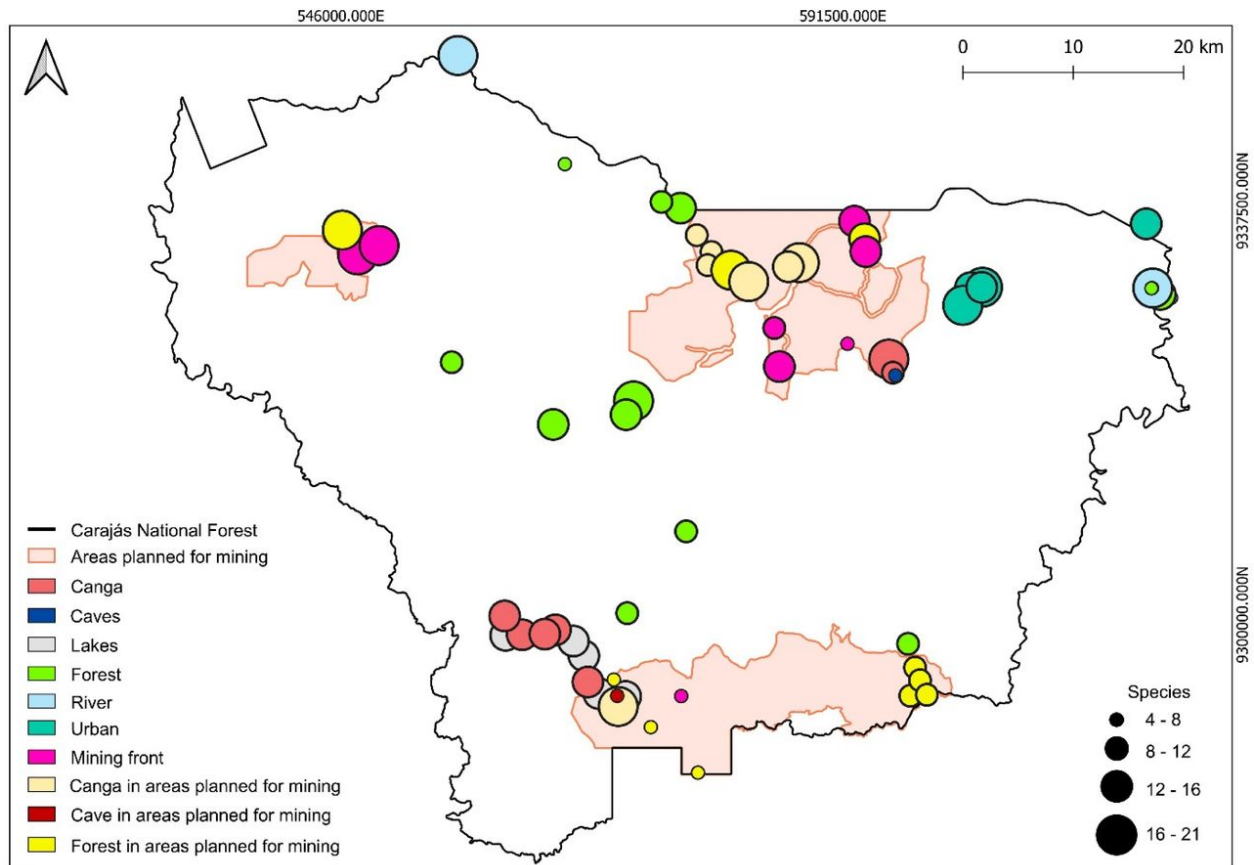 546000.000E
591500.000E
0
10
20 km
9337500.000N
9300000.000N
Carajás National Forest
Areas planned for mining
Canga
Caves
Lakes
Forest
River
Urban
Mining front
Canga in areas planned for mining
Cave in areas planned for mining
Forest in areas planned for mining
Species
4 - 8
8 - 12
12 - 16
16 - 21